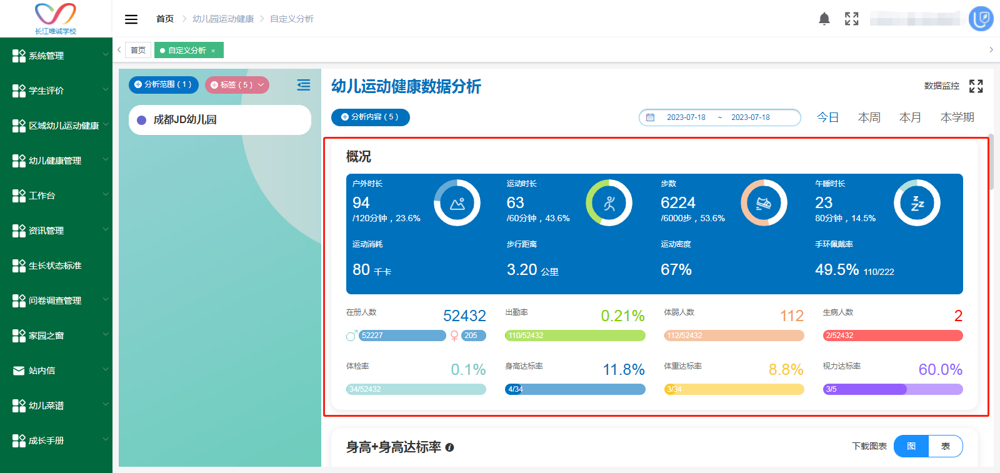 长江唯诚学校
首页 > 幼儿园运动健康 > 自定义分析
首页
自定义分析 ×
系统管理
学生评价
区域幼儿运动健康
幼儿健康管理
工作台
资讯管理
生长状态标准
问卷调查管理
家园之窗
站内信
幼儿菜谱
成长手册
分析范围 ( 1 )
标签 ( 5 )
成都JD幼儿园
幼儿运动健康数据分析
数据监控
分析内容 ( 5 )
2023-07-18 ~ 2023-07-18
今日 本周 本月 本学期
概况
户外时长
94
/120分钟，23.6%
运动时长
63
/60分钟，43.6%
步数
6224
/6000步，53.6%
午睡时长
23
80分钟，14.5%
运动消耗
80 千卡
步行距离
3.20 公里
运动密度
67%
手环佩戴率
49.5% 110/222
在册人数 52432
52227 205
出勤率 0.21%
110/52432
体弱人数 112
112/52432
生病人数 2
2/52432
体检率 0.1%
34/52432
身高达标率 11.8%
4/34
体重达标率 8.8%
3/34
视力达标率 60.0%
3/5
身高+身高达标率
下载图表 图 表